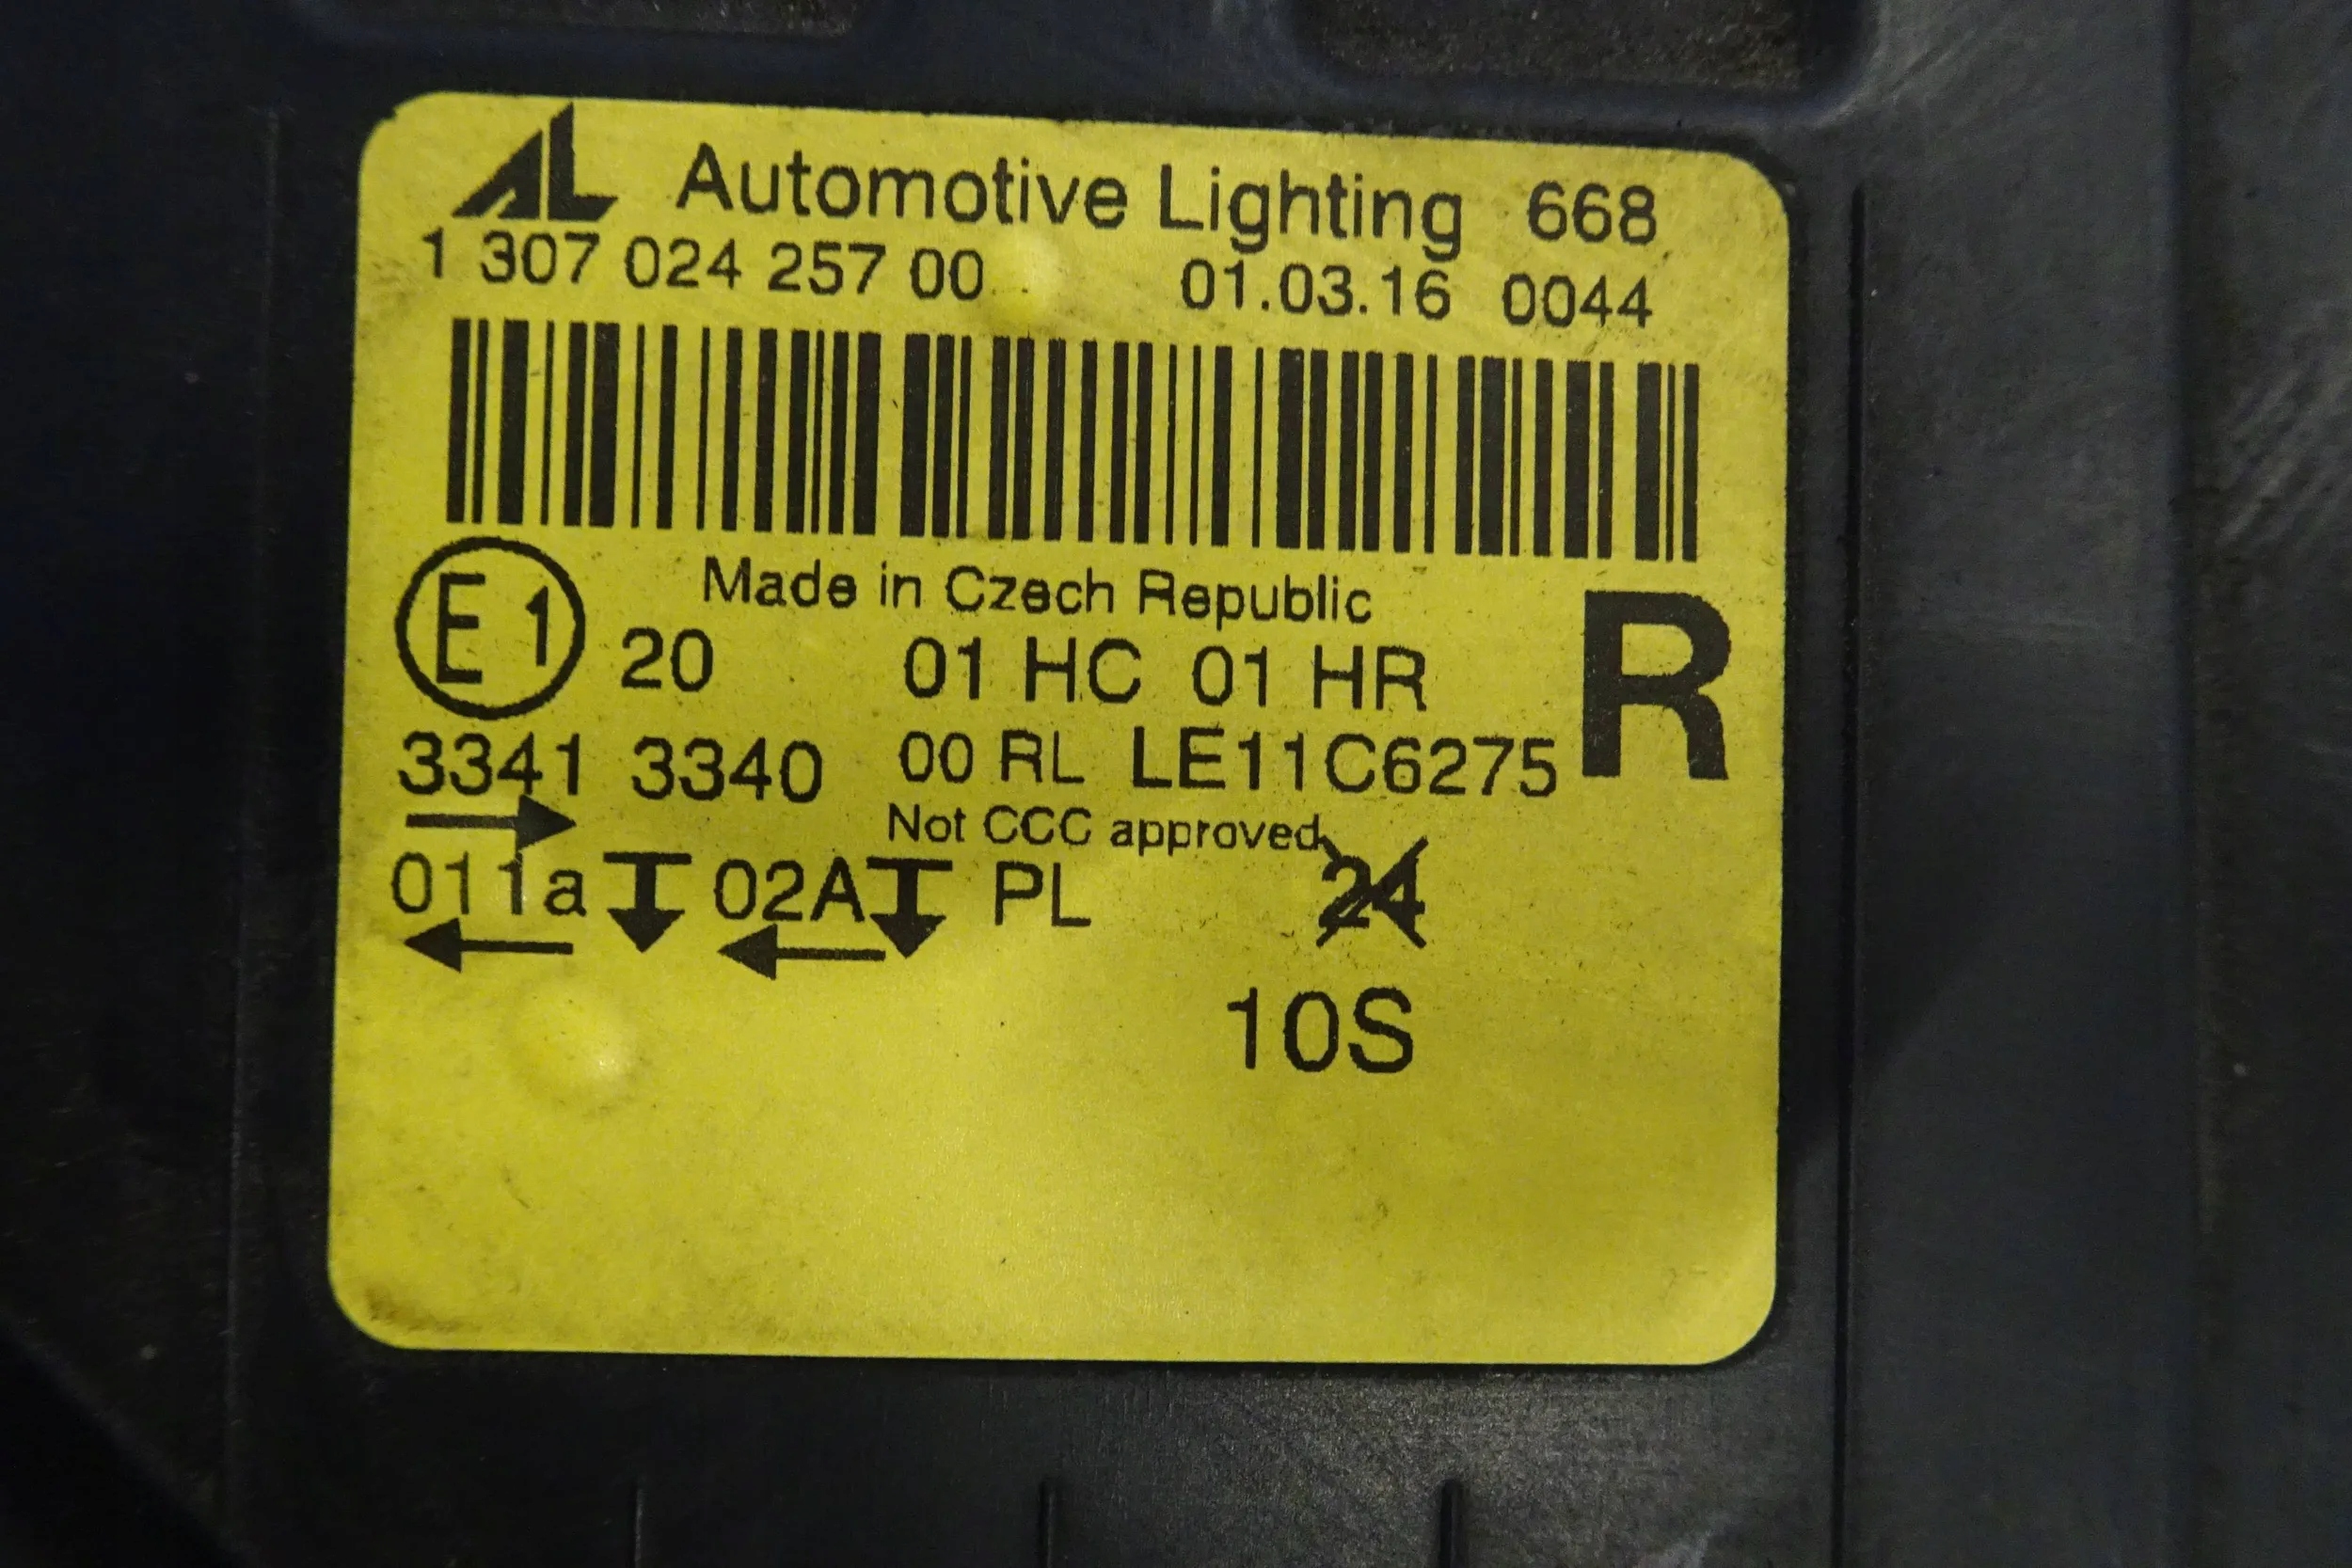 AL Automotive Lighting 668
1 307 024 257 00 01.03.16 0044
Made in Czech Republic
E1 20 01 HC 01 HR R
3341 3340 00 RL LE11C6275
Not CCC approved
011a 02A PL 24
10S